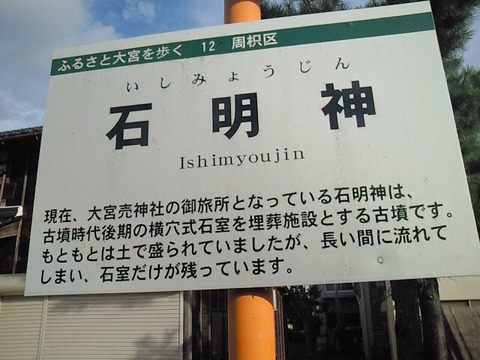 ふるさと大宮を歩く 12 周枳区
いしみょうじん
石明神
Ishimyoujin
現在、大宮売神社の御旅所となっている石明神は、
古墳時代後期の横穴式石室を埋葬施設とする古墳です。
もともとは土で盛られていましたが、長い間に流れて
しまい、石室だけが残っています。